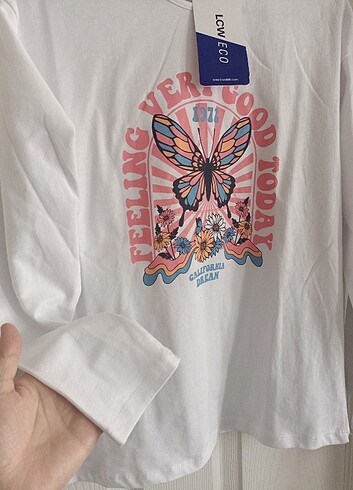 LCW ECO
FEELING VERY GOOD TODAY
CALIFORNIA
DREAM